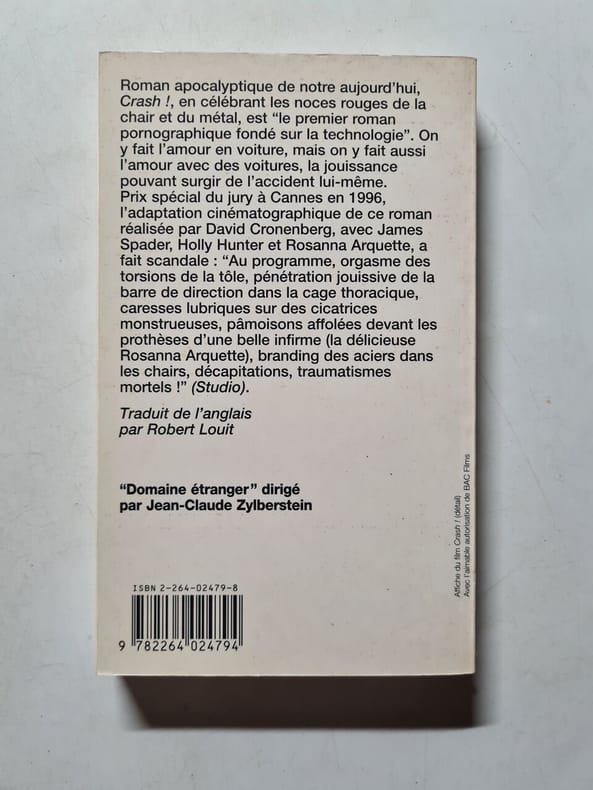 Roman apocalyptique de notre aujourd'hui,
Crash !, en célébrant les noces rouges de la
chair et du métal, est “le premier roman
pornographique fondé sur la technologie”. On
y fait l'amour en voiture, mais on y fait aussi
l'amour avec des voitures, la jouissance
pouvant surgir de l'accident lui-même.
Prix spécial du jury à Cannes en 1996,
l'adaptation cinématographique de ce roman
réalisée par David Cronenberg, avec James
Spader, Holly Hunter et Rosanna Arquette, a
fait scandale : “Au programme, orgasme des
torsions de la tôle, pénétration jouissive de la
barre de direction dans la cage thoracique,
caresses lubriques sur des cicatrices
monstrueuses, pâmoisons affolées devant les
prothèses d'une belle infirme (la délicieuse
Rosanna Arquette), branding des aciers dans
les chairs, décapitations, traumatismes
mortels !” (Studio).
Traduit de l'anglais
par Robert Louit
“Domaine étranger” dirigé
par Jean-Claude Zylberstein
Affiche du film Crash ! (détail)
Avec l'aimable autorisation de BAC Films
ISBN 2-264-02479-8
9 782264 024794